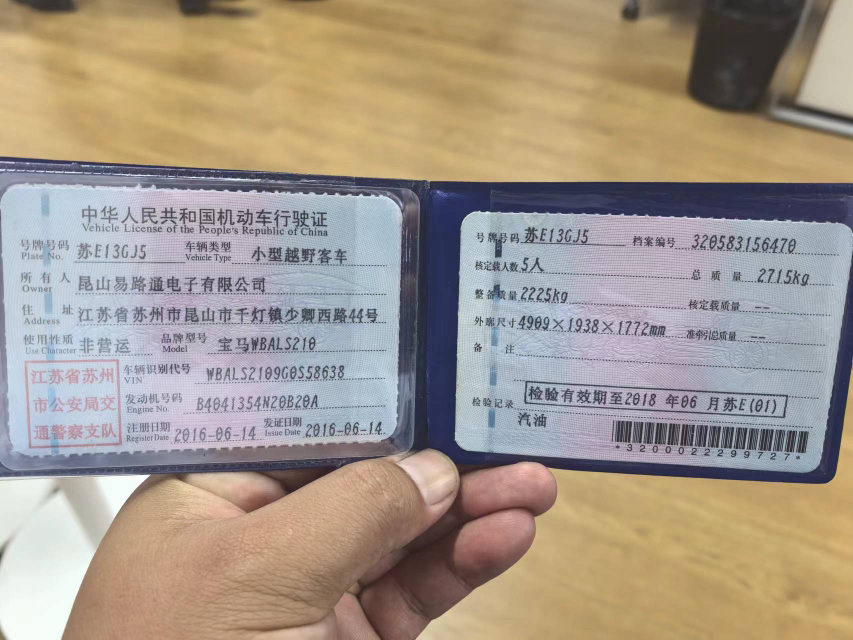 中华人民共和国机动车行驶证
Vehicle License of the People's Republic of China
号牌号码 苏E13GJ5 车辆类型 小型越野客车
Plate No. Vehicle Type
所有人 昆山易路通电子有限公司
Owner
住址 江苏省苏州市昆山市千灯镇少卿西路44号
Address
使用性质 非营运 品牌型号 宝马WBALS210
Use Character Model
江苏省苏州
市公安局交
通警察支队
车辆识别代号 WBALS2109G0S58638
VIN
发动机号码 B4041354N20B20A
Engine No.
注册日期 2016-06-14 发证日期 2016-06-14
Register Date Issue Date
号牌号码 苏E13GJ5 档案编号 320583156470
核定载人数 5人 总质量 2715kg
整备质量 2225kg 核定载质量 --
外廓尺寸 4909×1938×1772mm 准牵引总质量 --
备注
检验记录 检验有效期至2018年06月苏E(01)
汽油
*3200022299727*